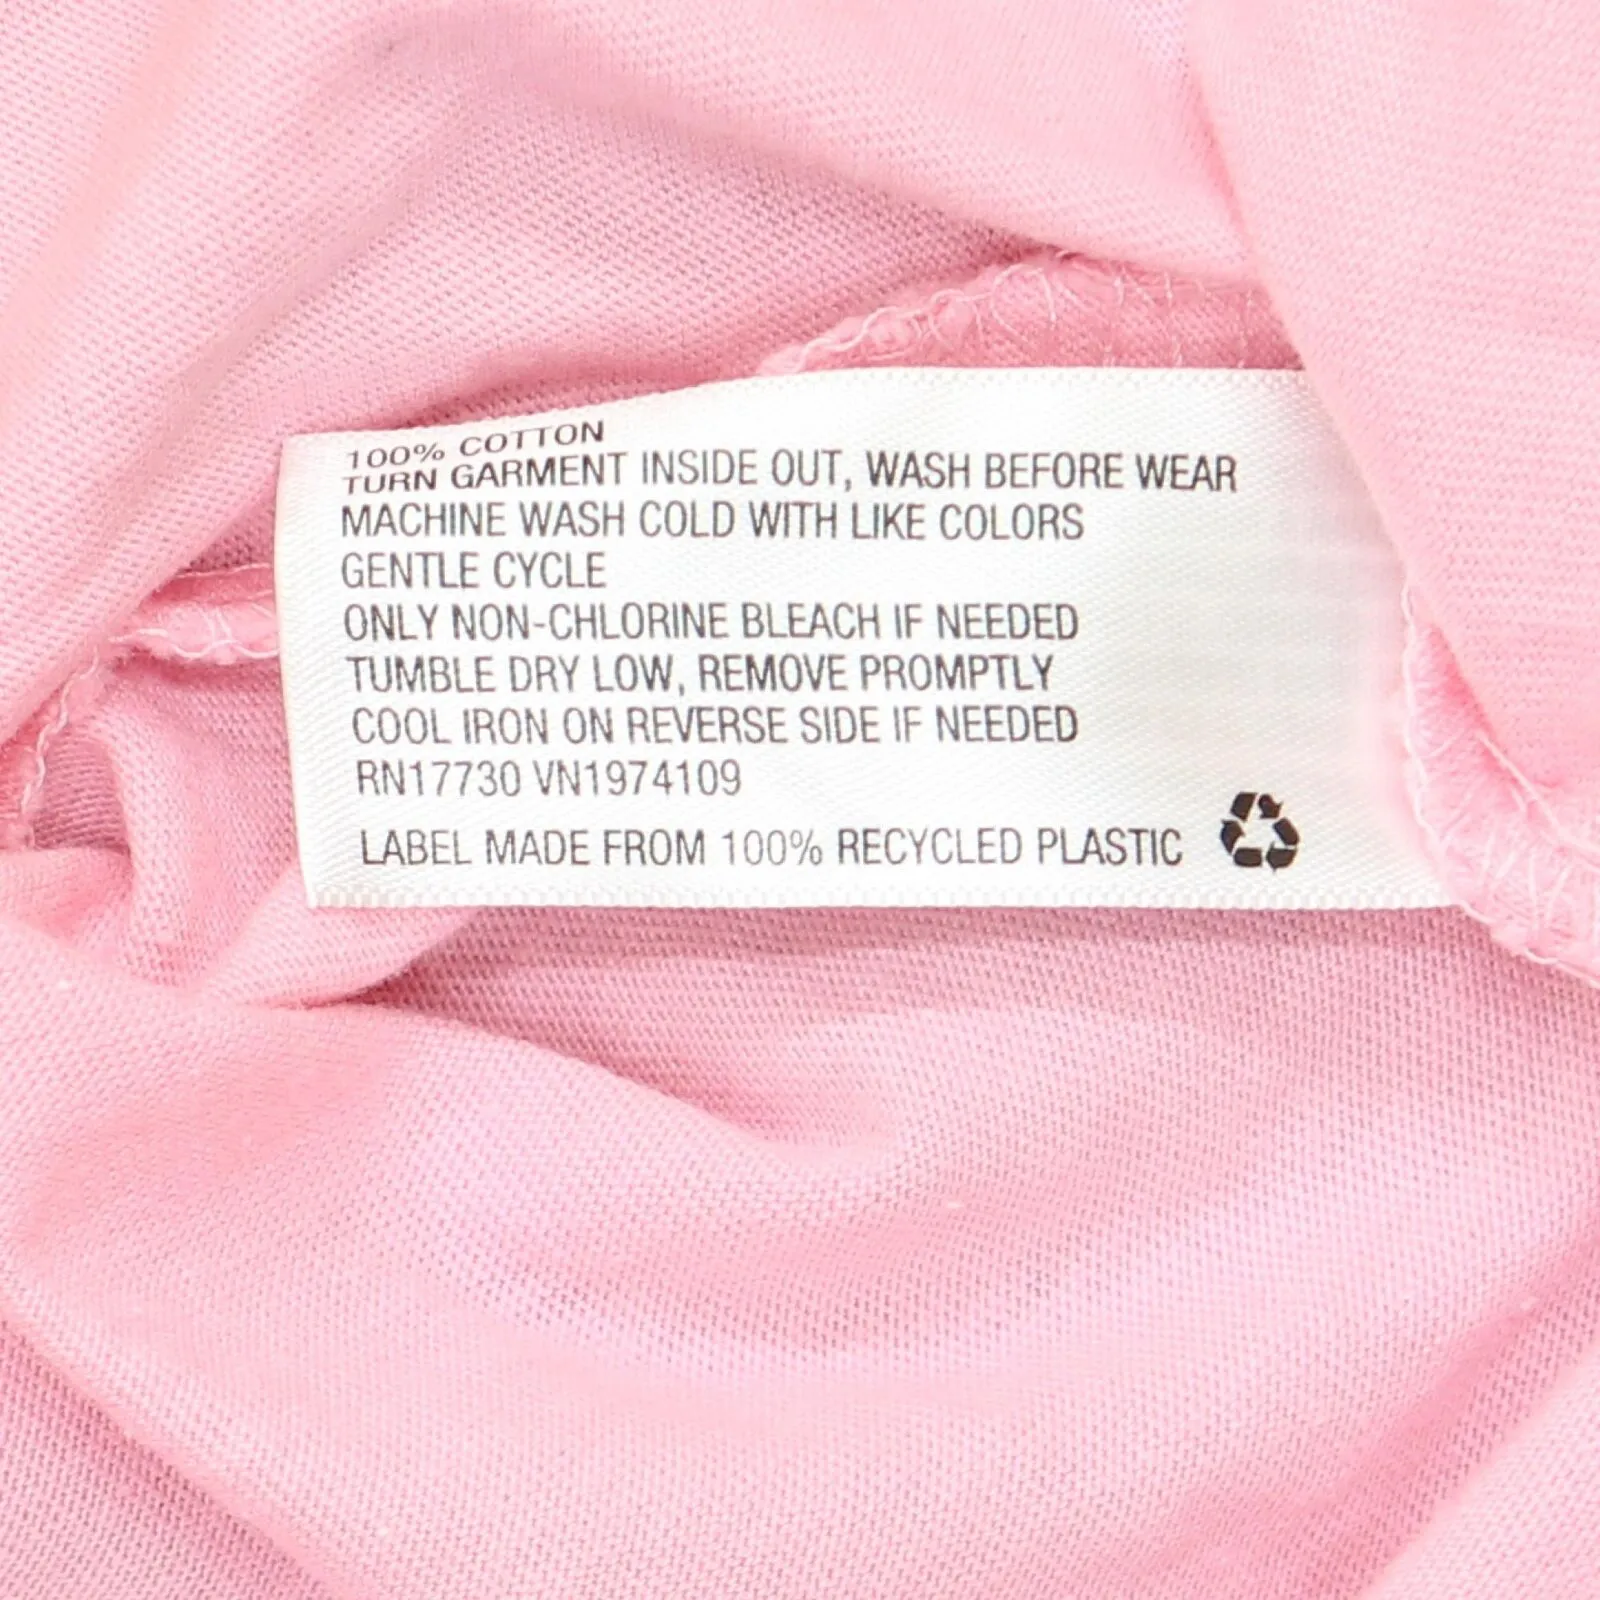 100% COTTON
TURN GARMENT INSIDE OUT, WASH BEFORE WEAR
MACHINE WASH COLD WITH LIKE COLORS
GENTLE CYCLE
ONLY NON-CHLORINE BLEACH IF NEEDED
TUMBLE DRY LOW, REMOVE PROMPTLY
COOL IRON ON REVERSE SIDE IF NEEDED
RN17730 VN1974109
LABEL MADE FROM 100% RECYCLED PLASTIC